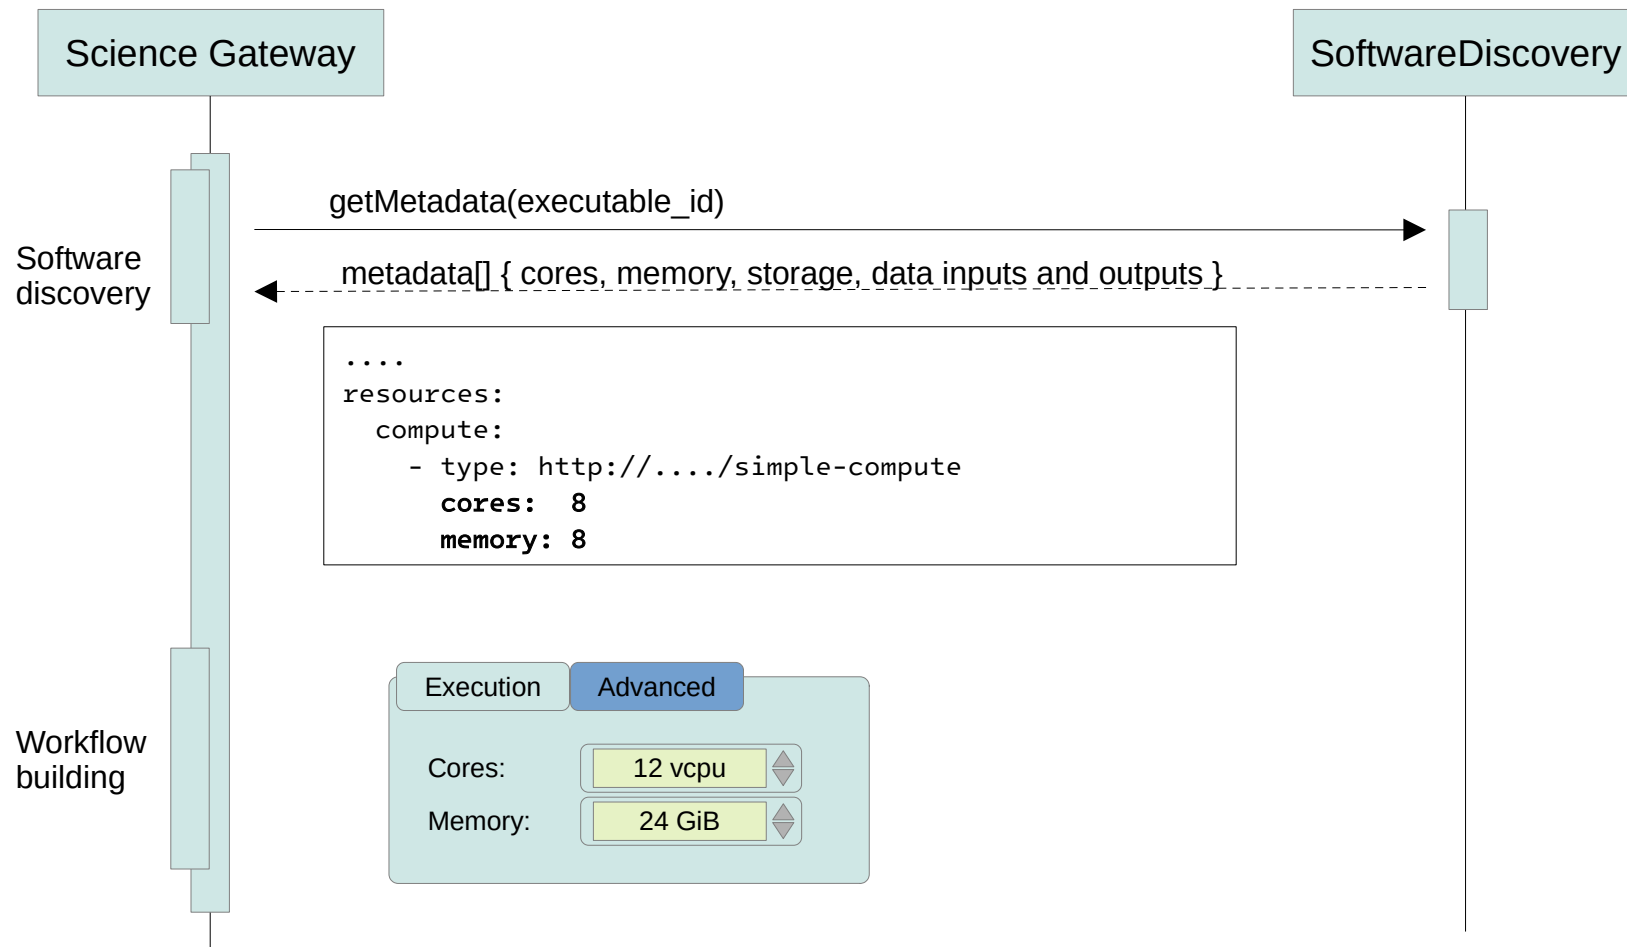 Science Gateway
SoftwareDiscovery
getMetadata(executable_id)
Software
discovery
metadata[] { cores, memory, storage, data inputs and outputs }
....
resources:
  compute:
    - type: http://..../simple-compute
      cores:  8
      memory: 8
Execution
Advanced
Workflow
building
Cores:
12 vcpu
Memory:
24 GiB